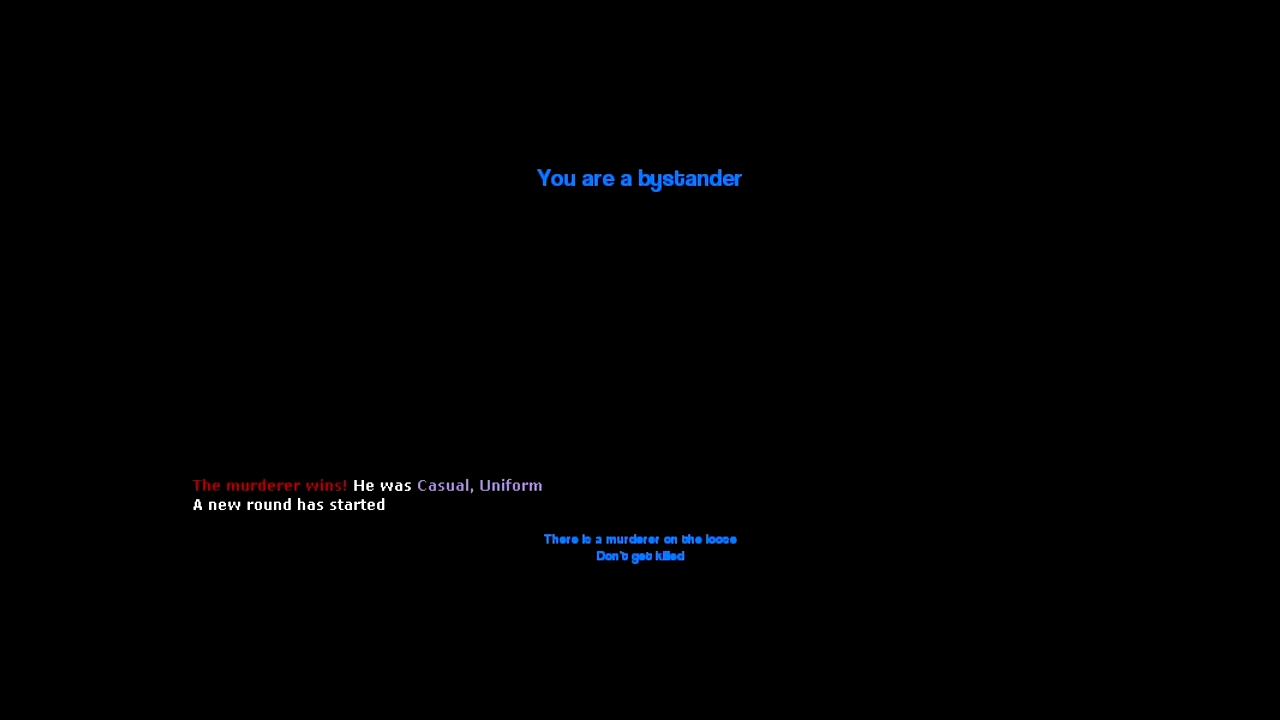 You are a bystander
The murderer wins! He was Casual, Uniform
A new round has started
There is a murderer on the loose
Don't get killed